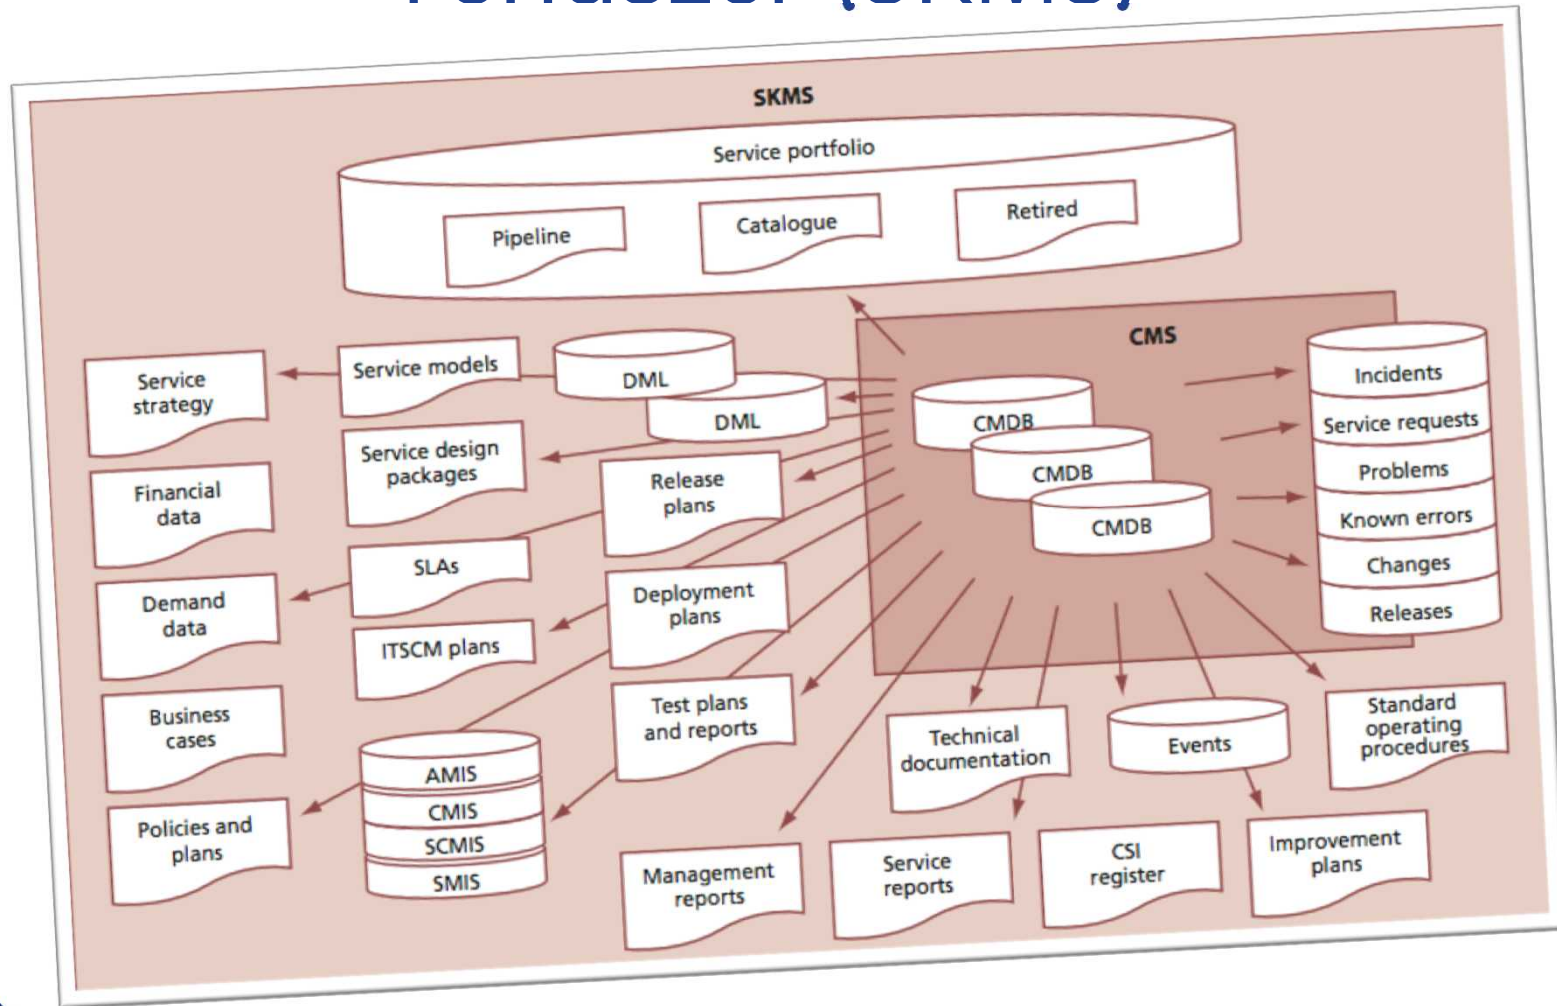 SKMS
Service portfolio
Pipeline
Catalogue
Retired
CMS
Service
strategy
Service models
DML
DML
CMDB
CMDB
CMDB
Incidents
Service requests
Problems
Known errors
Changes
Releases
Financial
data
Service design
packages
Release
plans
Demand
data
SLAs
Deployment
plans
ITSCM plans
Business
cases
Test plans
and reports
AMIS
CMIS
SCMIS
SMIS
Policies and
plans
Technical
documentation
Events
Standard
operating
procedures
Management
reports
Service
reports
CSI
register
Improvement
plans